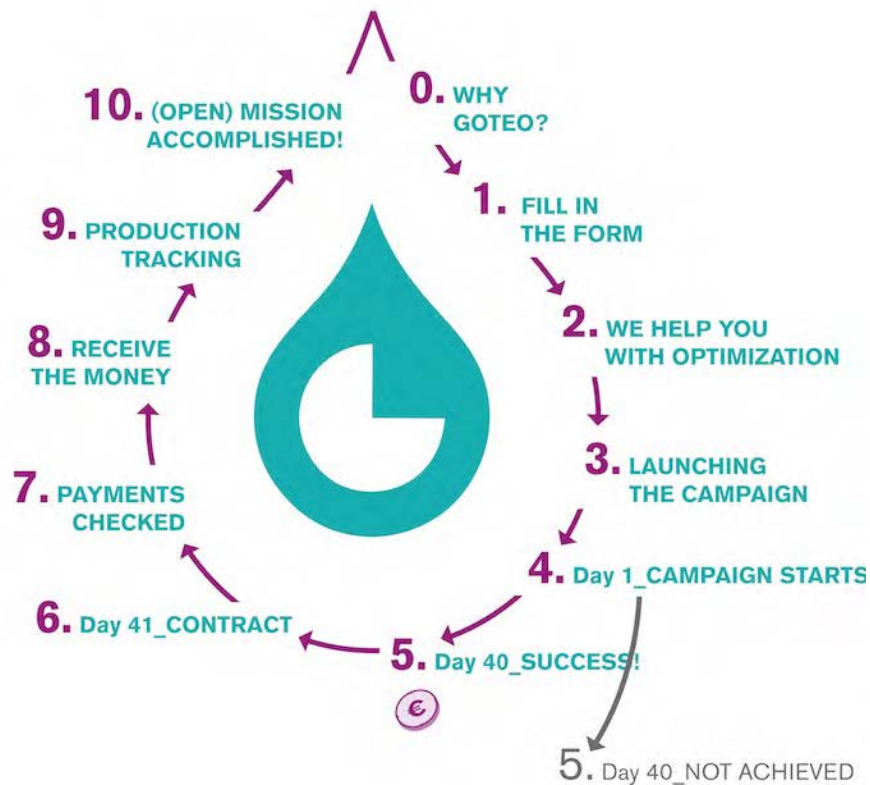 0. WHY
GOTEO?
1. FILL IN
THE FORM
2. WE HELP YOU
WITH OPTIMIZATION
3. LAUNCHING
THE CAMPAIGN
4. Day 1_CAMPAIGN STARTS
5. Day 40_SUCCESS!
€
5. Day 40_NOT ACHIEVED
6. Day 41_CONTRACT
7. PAYMENTS
CHECKED
8. RECEIVE
THE MONEY
9. PRODUCTION
TRACKING
10. (OPEN) MISSION
ACCOMPLISHED!